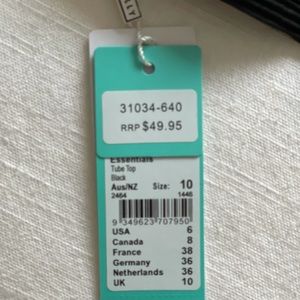 31034-640
RRP $49.95
Essentials
Tube Top
Black
Aus/NZ Size: 10
2464 1446
9 349623 707950
USA 6
Canada 8
France 38
Germany 36
Netherlands 36
UK 10